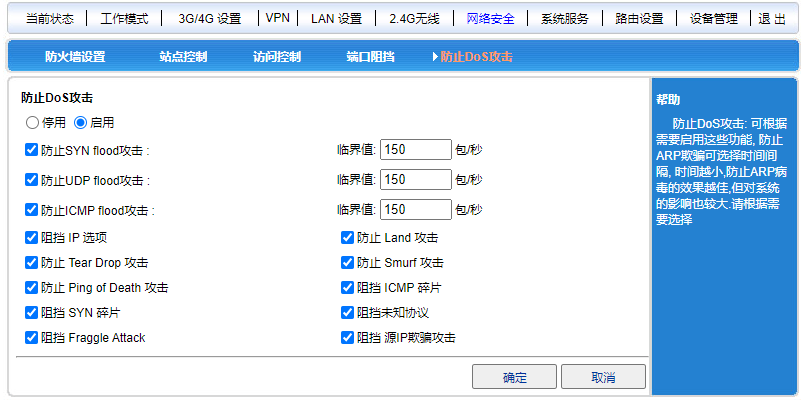 当前状态 工作模式 3G/4G 设置 VPN LAN 设置 2.4G无线 网络安全 系统服务 路由设置 设备管理 退 出
防火墙设置 站点控制 访问控制 端口阻挡 防止DoS攻击
防止DoS攻击
停用 启用
防止SYN flood攻击 : 临界值: 150 包/秒
防止UDP flood攻击 : 临界值: 150 包/秒
防止ICMP flood攻击 : 临界值: 150 包/秒
阻挡 IP 选项 防止 Land 攻击
防止 Tear Drop 攻击 防止 Smurf 攻击
防止 Ping of Death 攻击 阻挡 ICMP 碎片
阻挡 SYN 碎片 阻挡未知协议
阻挡 Fraggle Attack 阻挡 源IP欺骗攻击
确定 取消
帮助
防止DoS攻击: 可根据
需要启用这些功能, 防止
ARP欺骗可选择时间间
隔, 时间越小,防止ARP病
毒的效果越佳,但对系统
的影响也较大.请根据需
要选择